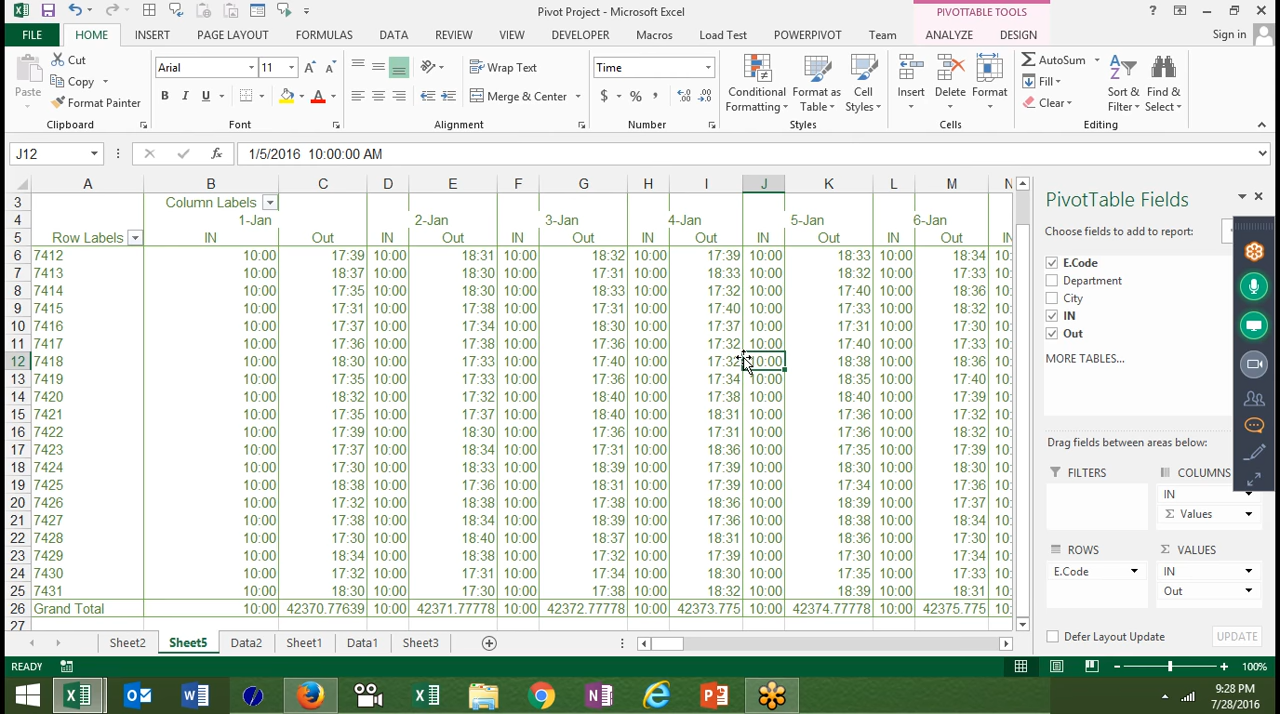 Pivot Project - Microsoft Excel
PIVOTTABLE TOOLS
?
Sign in
FILE HOME INSERT PAGE LAYOUT FORMULAS DATA REVIEW VIEW DEVELOPER Macros Load Test POWERPIVOT Team ANALYZE DESIGN
Paste
Cut
Copy
Format Painter
Clipboard
Arial 11
B I U
Font
Wrap Text
Merge & Center
Alignment
Time
$ % ,
Number
Conditional Formatting
Format as Table
Cell Styles
Styles
Insert Delete Format
Cells
AutoSum
Fill
Clear
Sort & Filter
Find & Select
Editing
J12 fx 1/5/2016 10:00:00 AM
A B C D E F G H I J K L M N
3 Column Labels
4 1-Jan 2-Jan 3-Jan 4-Jan 5-Jan 6-Jan
5 Row Labels IN Out IN Out IN Out IN Out IN Out IN Out IN
6 7412 10:00 17:39 10:00 18:31 10:00 18:32 10:00 17:39 10:00 18:33 10:00 18:34 10:
7 7413 10:00 18:37 10:00 18:30 10:00 17:31 10:00 18:33 10:00 18:32 10:00 17:33 10:
8 7414 10:00 17:35 10:00 18:30 10:00 18:33 10:00 17:32 10:00 17:40 10:00 18:36 10:
9 7415 10:00 17:31 10:00 17:38 10:00 17:31 10:00 17:40 10:00 17:33 10:00 18:32 10:
10 7416 10:00 17:37 10:00 17:34 10:00 18:30 10:00 17:37 10:00 17:31 10:00 17:30 10:
11 7417 10:00 17:36 10:00 17:38 10:00 17:36 10:00 17:32 10:00 17:40 10:00 17:33 10:
12 7418 10:00 18:30 10:00 17:33 10:00 17:40 10:00 17:32 10:00 18:38 10:00 18:36 10:
13 7419 10:00 17:35 10:00 17:33 10:00 17:36 10:00 17:34 10:00 18:35 10:00 17:40 10:
14 7420 10:00 18:32 10:00 17:32 10:00 18:40 10:00 17:38 10:00 18:40 10:00 17:39 10:
15 7421 10:00 17:35 10:00 17:37 10:00 18:40 10:00 18:31 10:00 17:36 10:00 17:32 10:
16 7422 10:00 17:39 10:00 18:30 10:00 17:36 10:00 17:31 10:00 17:36 10:00 18:32 10:
17 7423 10:00 17:37 10:00 18:34 10:00 17:31 10:00 18:36 10:00 17:35 10:00 17:39 10:
18 7424 10:00 17:30 10:00 18:33 10:00 18:39 10:00 17:39 10:00 18:30 10:00 18:30 10:
19 7425 10:00 18:38 10:00 17:36 10:00 18:31 10:00 17:39 10:00 17:34 10:00 17:36 10:
20 7426 10:00 17:32 10:00 18:38 10:00 17:38 10:00 18:36 10:00 18:39 10:00 17:37 10:
21 7427 10:00 17:38 10:00 18:34 10:00 18:39 10:00 17:36 10:00 18:38 10:00 18:34 10:
22 7428 10:00 17:30 10:00 18:40 10:00 18:37 10:00 18:31 10:00 18:36 10:00 17:30 10:
23 7429 10:00 18:34 10:00 18:38 10:00 17:32 10:00 17:39 10:00 17:30 10:00 17:34 10:
24 7430 10:00 17:32 10:00 17:31 10:00 17:34 10:00 18:30 10:00 17:35 10:00 17:33 10:
25 7431 10:00 18:30 10:00 17:30 10:00 17:38 10:00 18:32 10:00 18:39 10:00 18:31 10:
26 Grand Total 10:00 42370.77639 10:00 42371.77778 10:00 42372.77778 10:00 42373.775 10:00 42374.77778 10:00 42375.775 10:
27
PivotTable Fields
Choose fields to add to report:
E.Code
Department
City
IN
Out
MORE TABLES...
Drag fields between areas below:
FILTERS
COLUMNS
IN
Σ Values
ROWS
E.Code
Σ VALUES
IN
Out
Defer Layout Update UPDATE
Sheet2 Sheet5 Data2 Sheet1 Data1 Sheet3
READY
100%
9:28 PM
7/28/2016